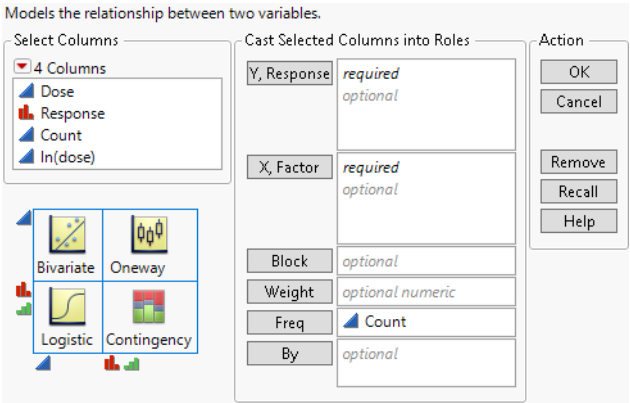 Models the relationship between two variables.
Select Columns
4 Columns
Dose
Response
Count
ln(dose)
Bivariate Oneway
Logistic Contingency
Cast Selected Columns into Roles
Y, Response required
optional
X, Factor required
optional
Block optional
Weight optional numeric
Freq Count
By optional
Action
OK
Cancel
Remove
Recall
Help